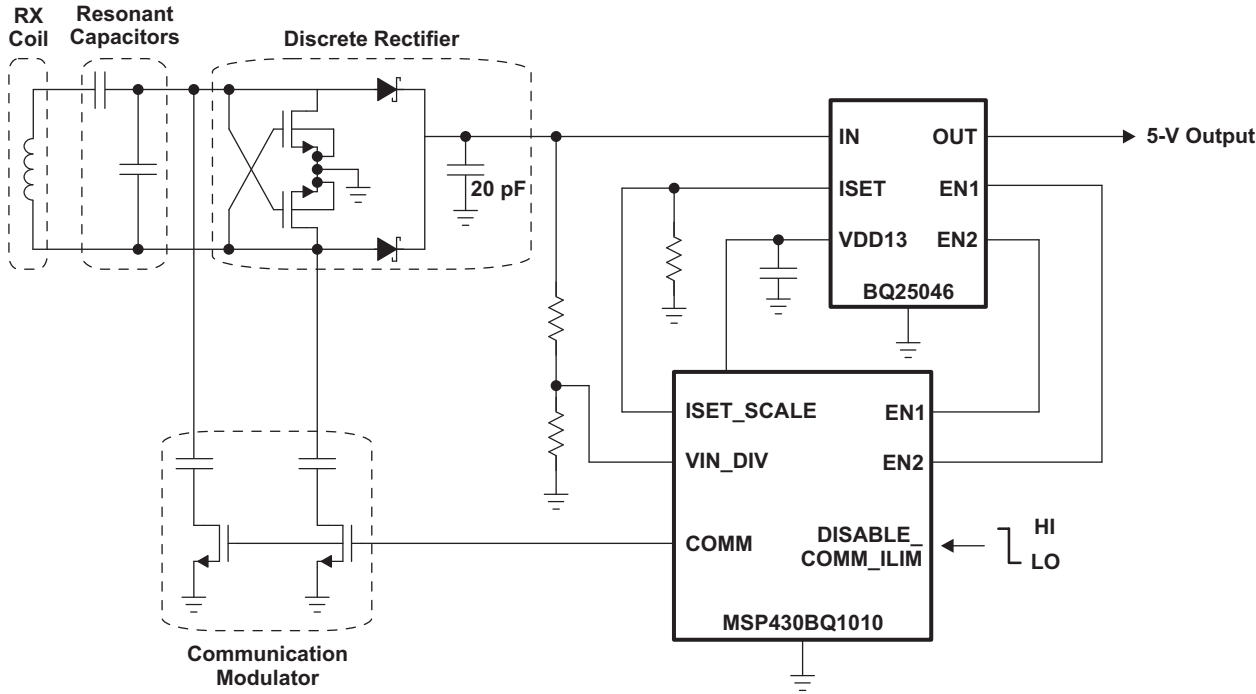 RX
Coil
Resonant
Capacitors
Discrete Rectifier
20 pF
IN
OUT
5-V Output
ISET
EN1
VDD13
EN2
BQ25046
ISET_SCALE
EN1
VIN_DIV
EN2
COMM
DISABLE_
COMM_ILIM
HI
LO
MSP430BQ1010
Communication
Modulator